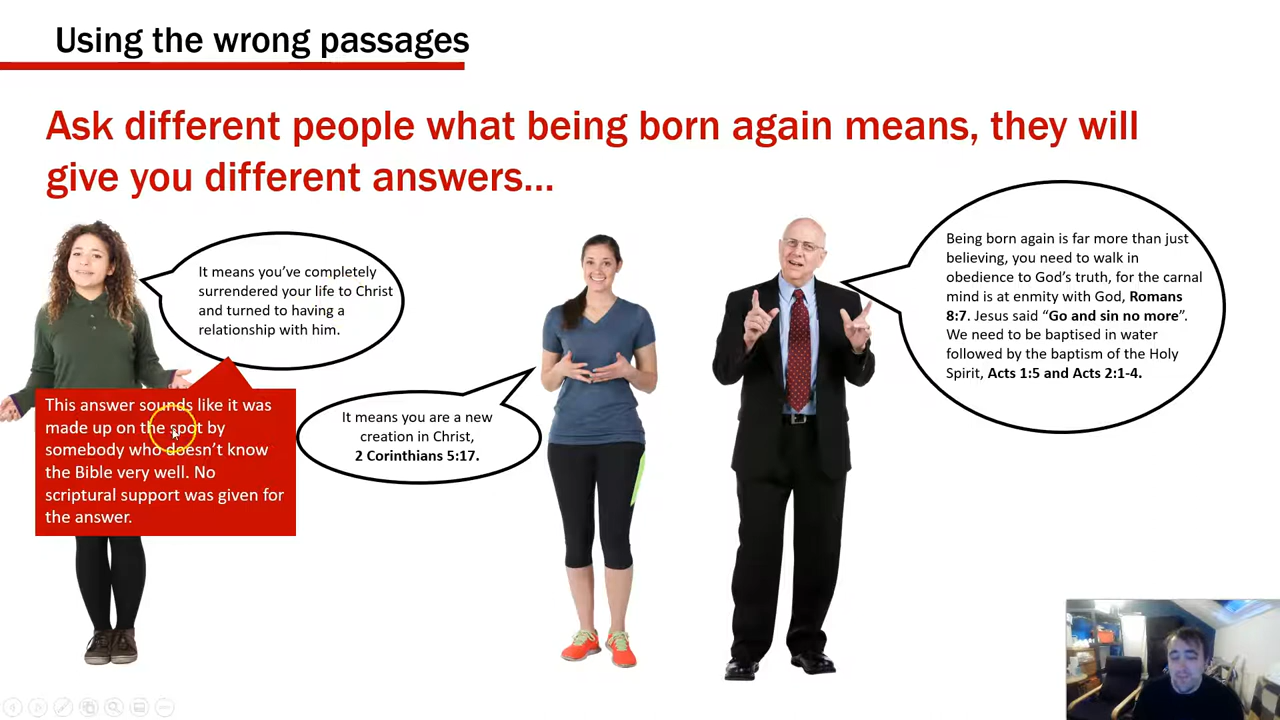 Using the wrong passages
Ask different people what being born again means, they will
give you different answers...
It means you've completely
surrendered your life to Christ
and turned to having a
relationship with him.
This answer sounds like it was
made up on the spot by
somebody who doesn't know
the Bible very well. No
scriptural support was given for
the answer.
It means you are a new
creation in Christ,
2 Corinthians 5:17.
Being born again is far more than just
believing, you need to walk in
obedience to God's truth, for the carnal
mind is at enmity with God, Romans
8:7. Jesus said “Go and sin no more”.
We need to be baptised in water
followed by the baptism of the Holy
Spirit, Acts 1:5 and Acts 2:1-4.